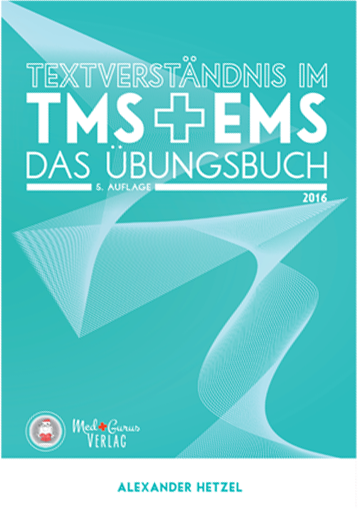 TEXTVERSTÄNDNIS IM
TMS + EMS
DAS ÜBUNGSBUCH
5. AUFLAGE
2016
Med+Gurus
VERLAG
ALEXANDER HETZEL